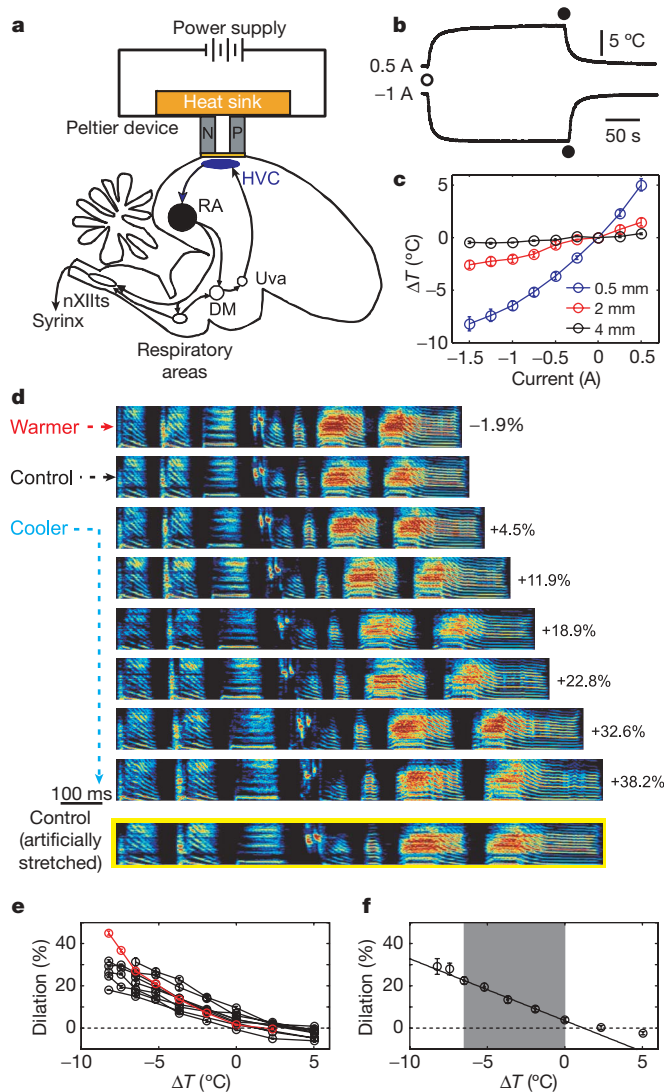 a
Power supply
Heat sink
Peltier device
N
P
HVC
RA
Uva
DM
nXIIts
Syrinx
Respiratory
areas
b
5 ºC
0.5 A
–1 A
50 s
c
5
0
–5
–10
ΔT (ºC)
0.5 mm
2 mm
4 mm
–1.5
–1
–0.5
0
0.5
Current (A)
d
Warmer
–1.9%
Control
Cooler
+4.5%
+11.9%
+18.9%
+22.8%
+32.6%
+38.2%
100 ms
Control
(artificially
stretched)
e
Dilation (%)
40
20
0
–10
–5
0
5
ΔT (ºC)
f
Dilation (%)
40
20
0
–10
–5
0
5
ΔT (ºC)